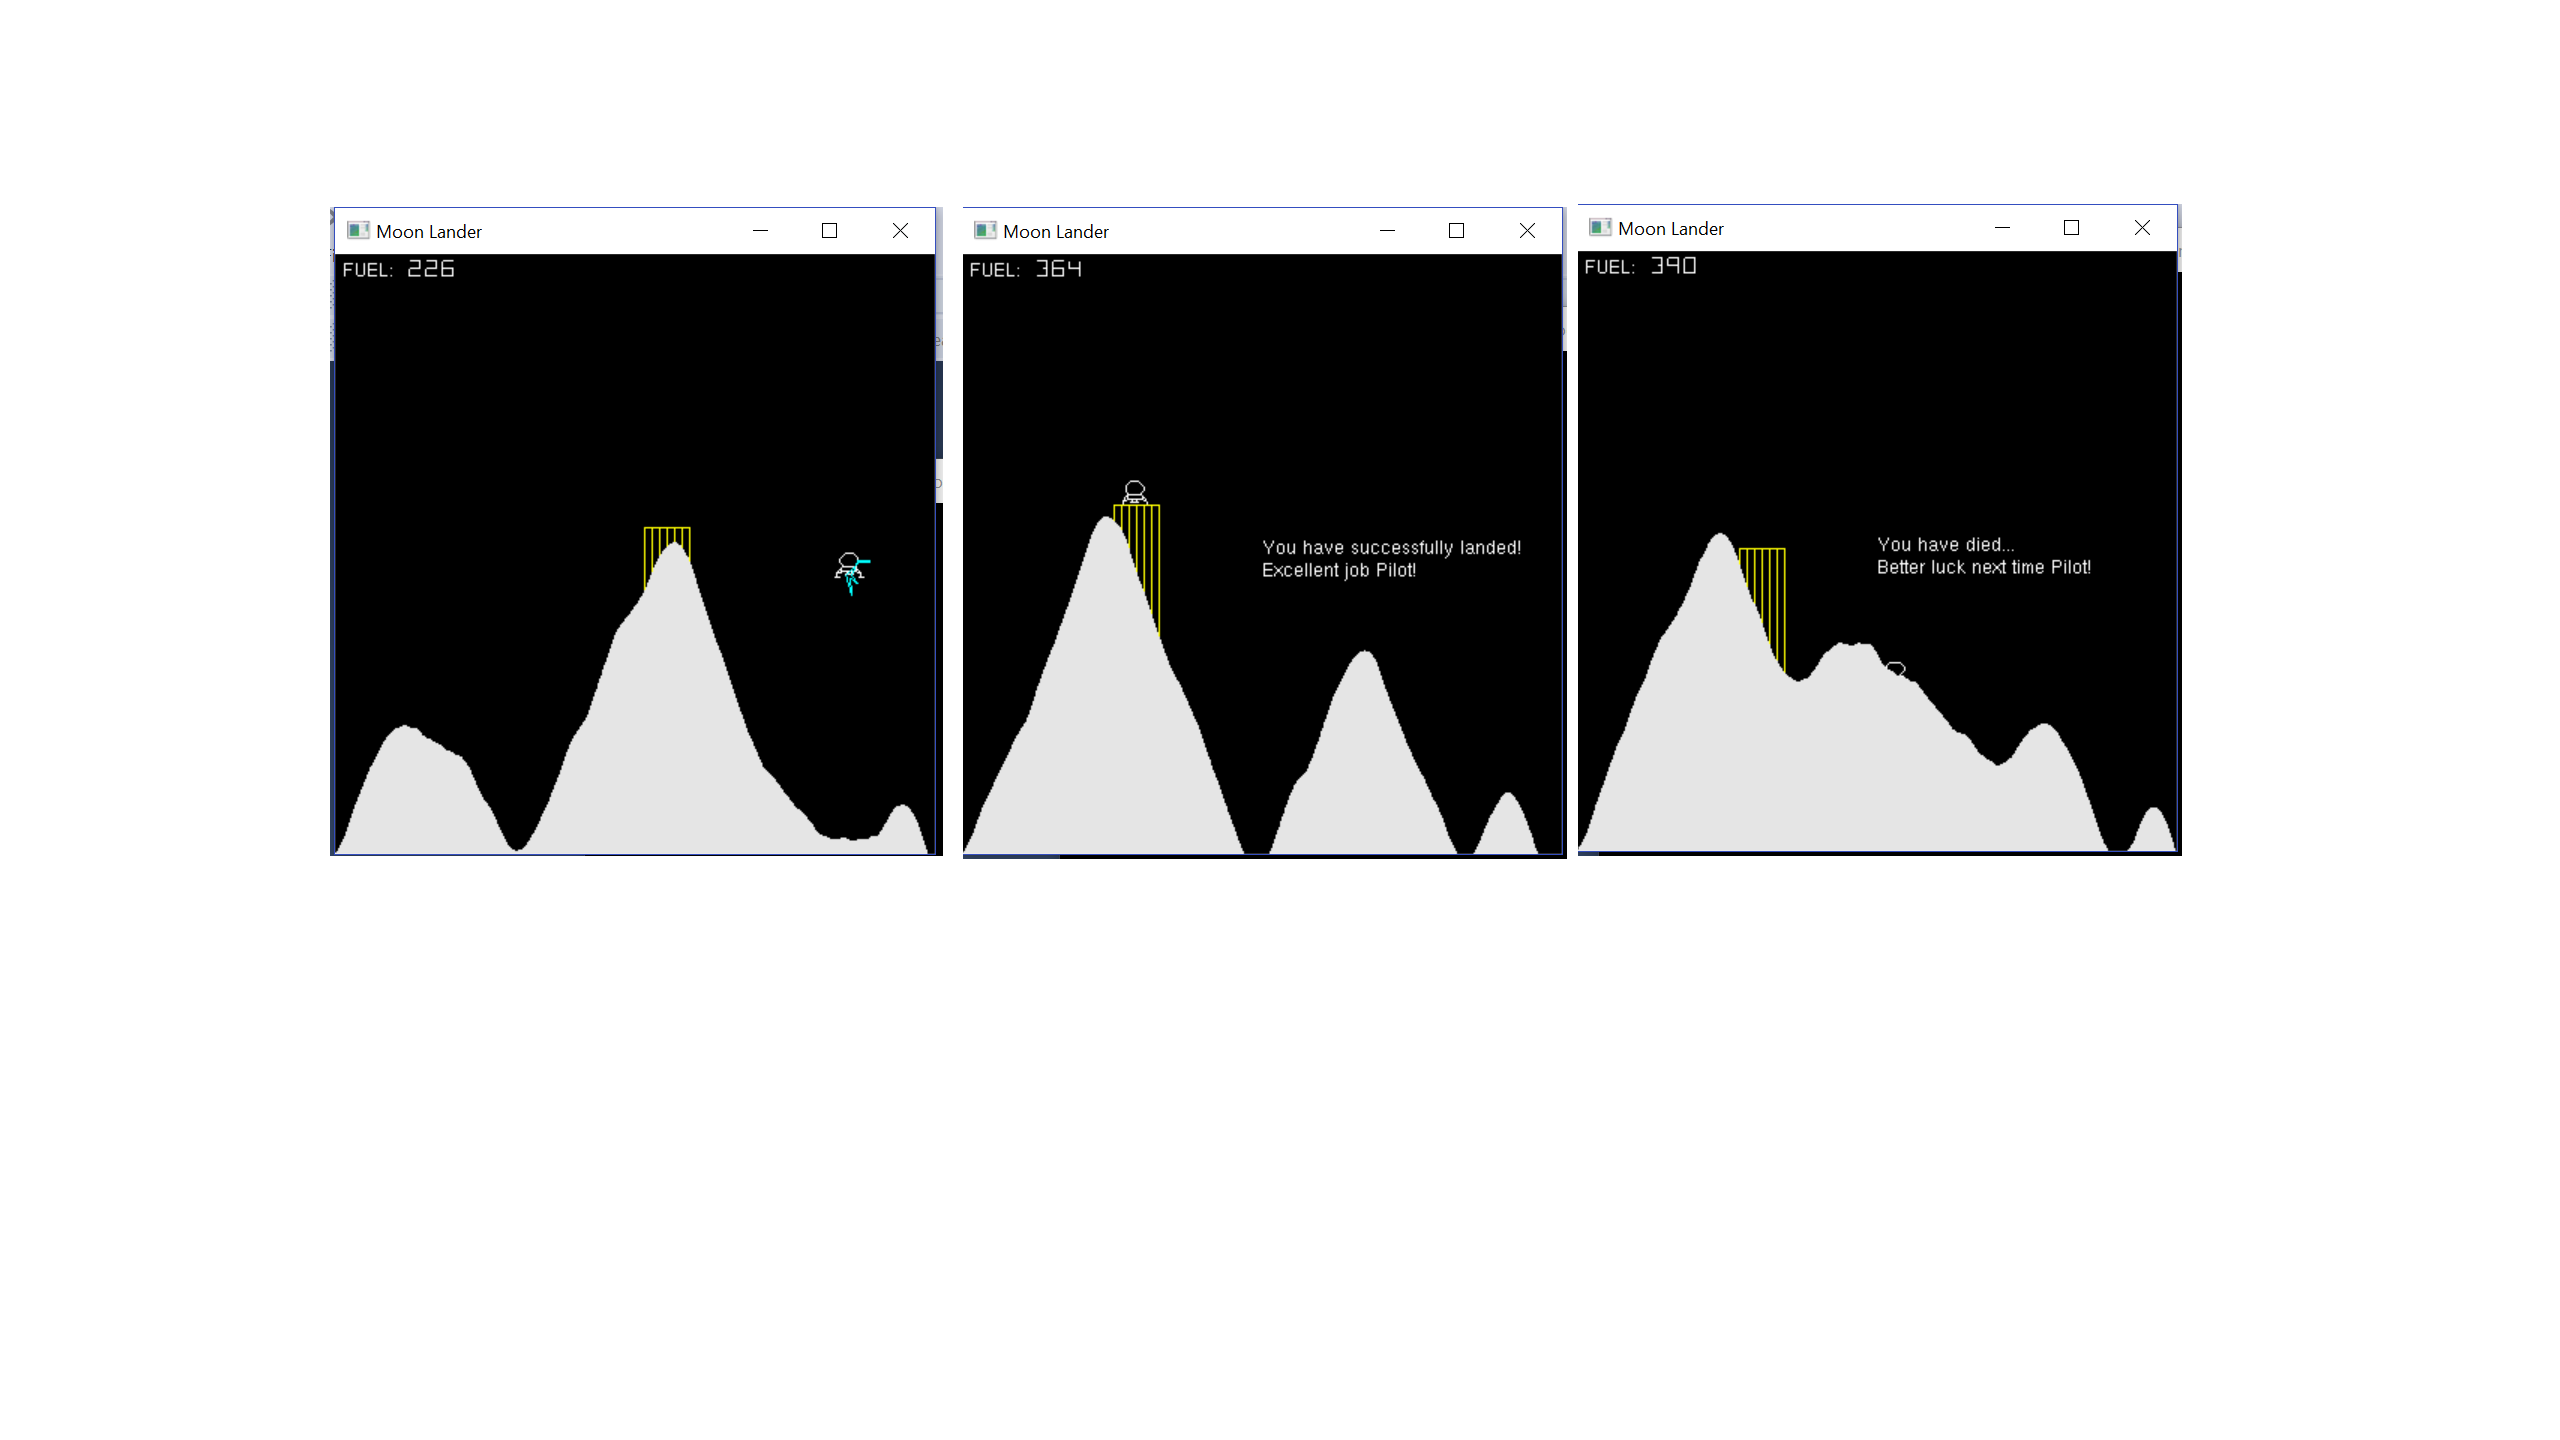 Moon Lander
FUEL: 226
Moon Lander
FUEL: 364
You have successfully landed!
Excellent job Pilot!
Moon Lander
FUEL: 390
You have died...
Better luck next time Pilot!